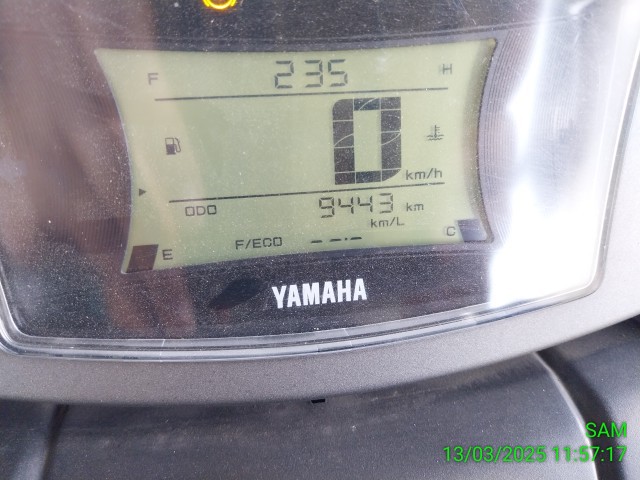 F 235 H
0 km/h
ODO 9443 km
km/L
F/ECO --.- C
E
YAMAHA
SAM
13/03/2025 11:57:17